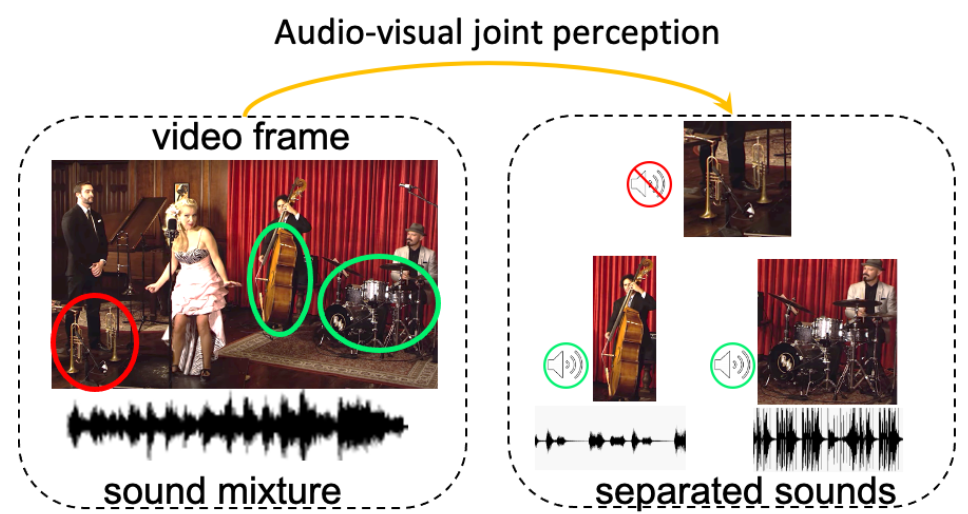 Audio-visual joint perception
video frame
sound mixture
separated sounds